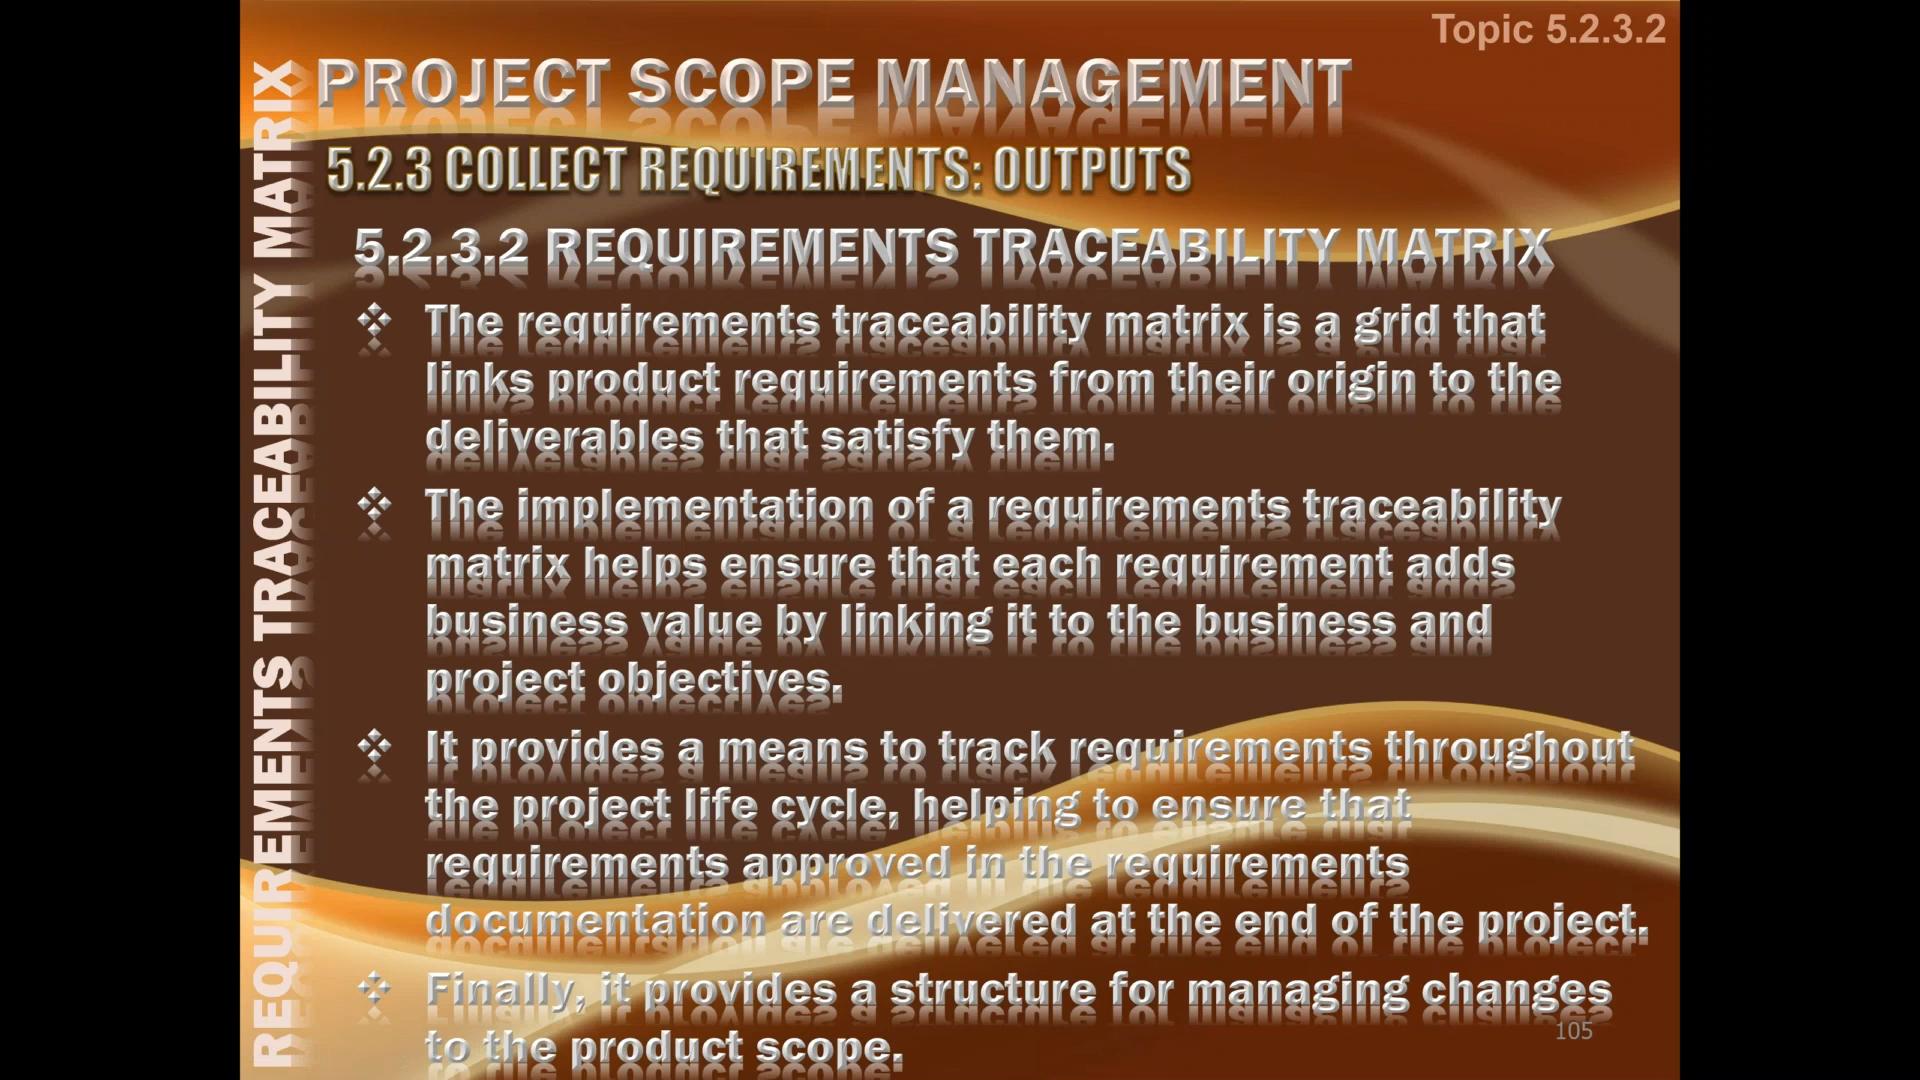 Topic 5.2.3.2
PROJECT SCOPE MANAGEMENT
5.2.3 COLLECT REQUIREMENTS: OUTPUTS
REQUIREMENTS TRACEABILITY MATRIX
5.2.3.2 REQUIREMENTS TRACEABILITY MATRIX
❖ The requirements traceability matrix is a grid that
links product requirements from their origin to the
deliverables that satisfy them.
❖ The implementation of a requirements traceability
matrix helps ensure that each requirement adds
business value by linking it to the business and
project objectives.
❖ It provides a means to track requirements throughout
the project life cycle, helping to ensure that
requirements approved in the requirements
documentation are delivered at the end of the project.
❖ Finally, it provides a structure for managing changes
to the product scope.
105